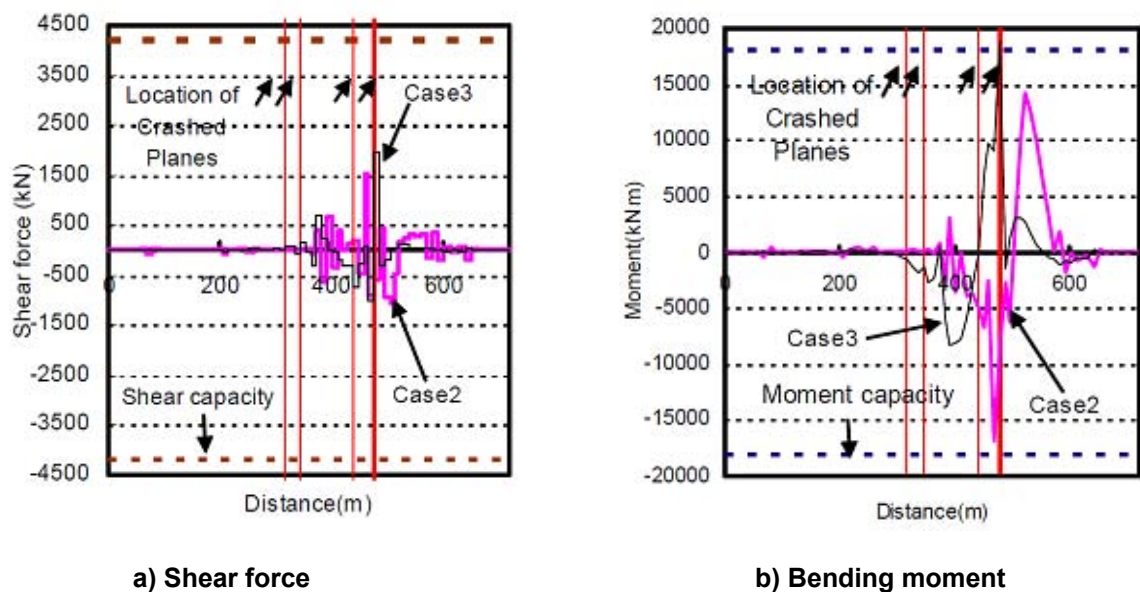 4500
3500
2500
1500
500
-500
-1500
-2500
-3500
-4500
Shear force (kN)
0
200
400
600
Distance(m)
Location of
Crashed
Planes
Case3
Case2
Shear capacity
20000
15000
10000
5000
0
-5000
-10000
-15000
-20000
Moment(kNm)
0
200
400
600
Distance(m)
Location of
Crashed
Planes
Case3
Case2
Moment capacity
a) Shear force
b) Bending moment